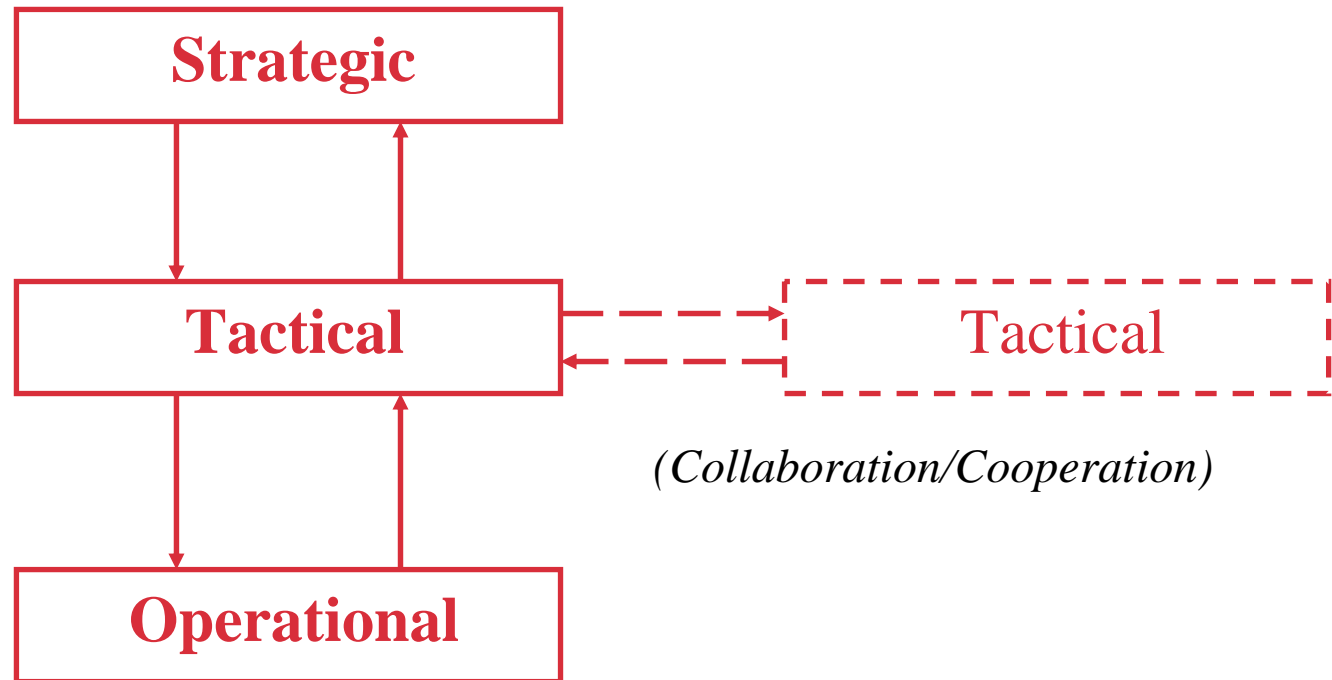 Strategic
Tactical
Tactical
(Collaboration/Cooperation)
Operational